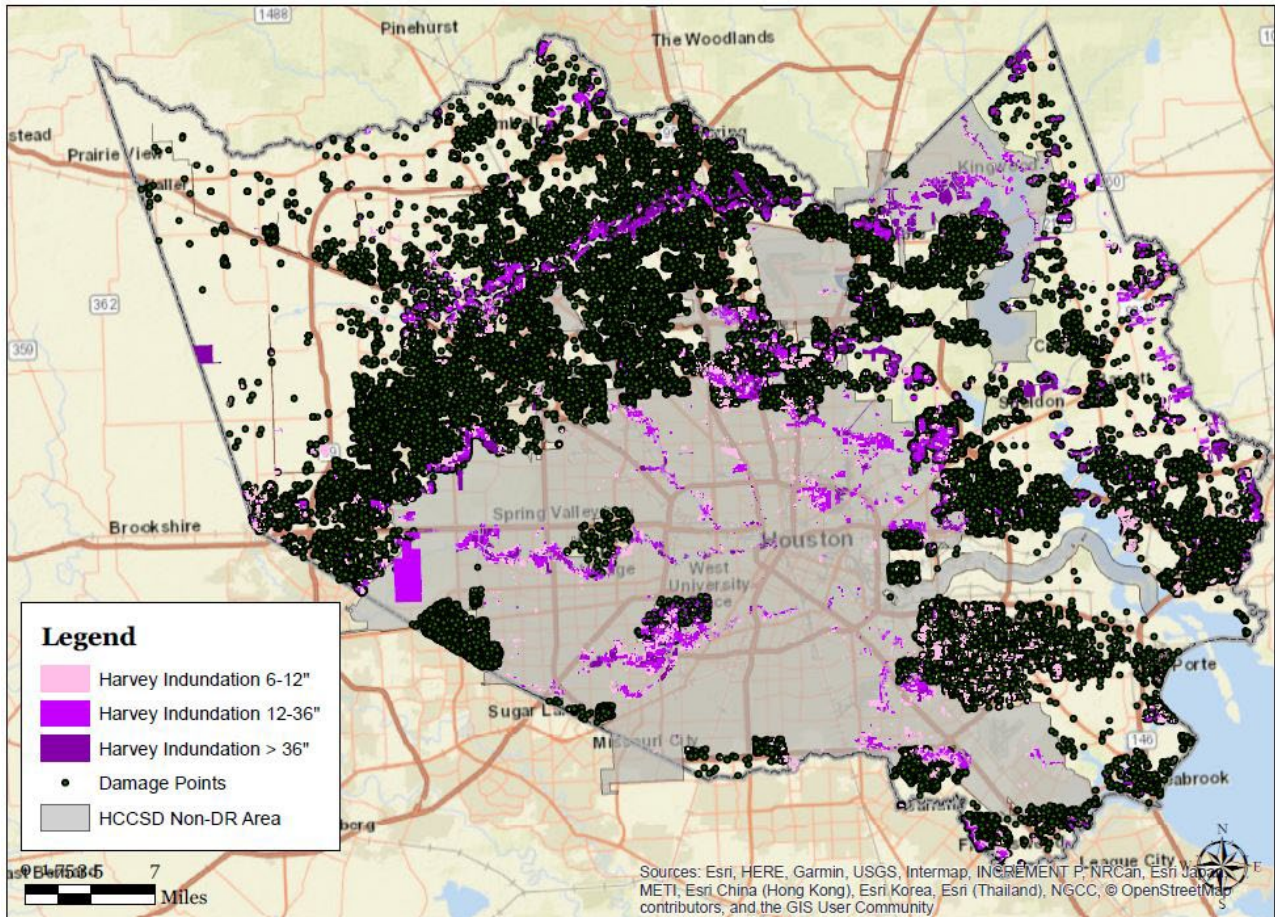 1488
Pinehurst
The Woodlands
stead
Prairie View
Kingwood
362
359
Sheldon
Brookshire
Spring Valley
Houston
West
University
Porte
Missouri City
146
League City
Legend
Harvey Indundation 6-12"
Harvey Indundation 12-36"
Harvey Indundation > 36"
Damage Points
HCCSD Non-DR Area
7
Miles
N
E
Sources: Esri, HERE, Garmin, USGS, Intermap, INCREMENT P, NRCan, Esri Japan,
METI, Esri China (Hong Kong), Esri Korea, Esri (Thailand), NGCC, © OpenStreetMap
contributors, and the GIS User Community